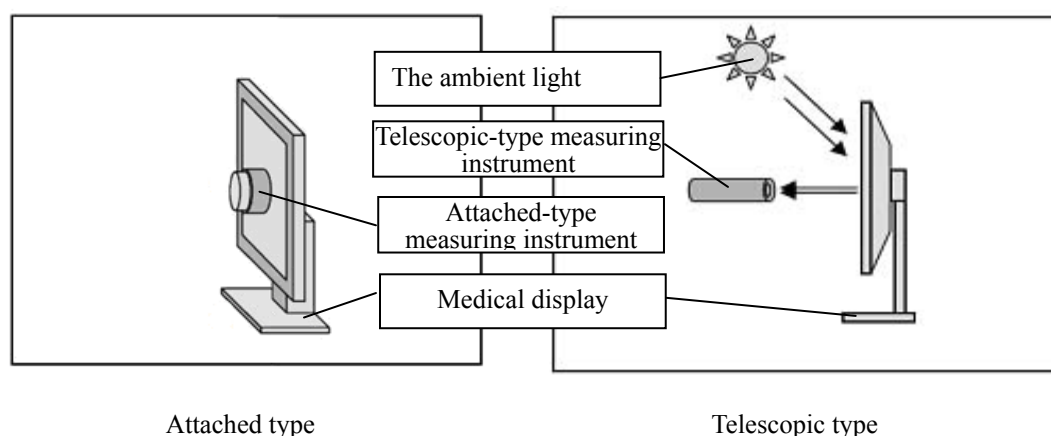 The ambient light
Telescopic-type measuring
instrument
Attached-type
measuring instrument
Medical display
Attached type
Telescopic type